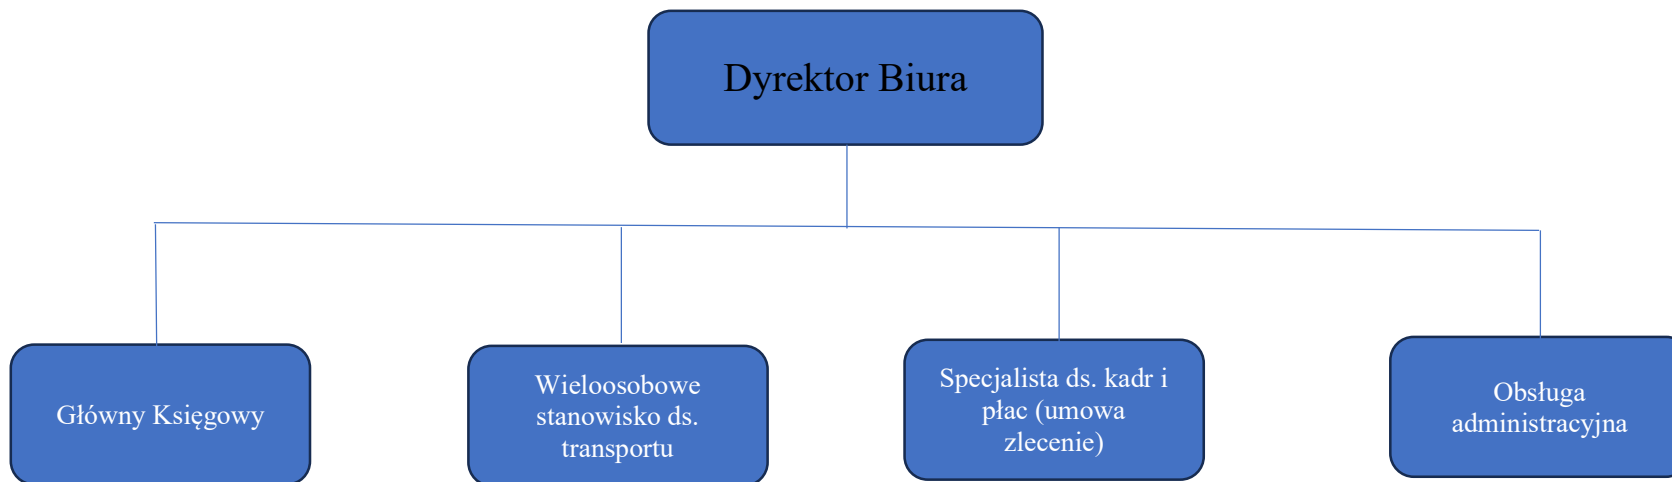 Dyrektor Biura
Główny Księgowy
Wieloosobowe
stanowisko ds.
transportu
Specjalista ds. kadr i
płac (umowa
zlecenie)
Obsługa
administracyjna